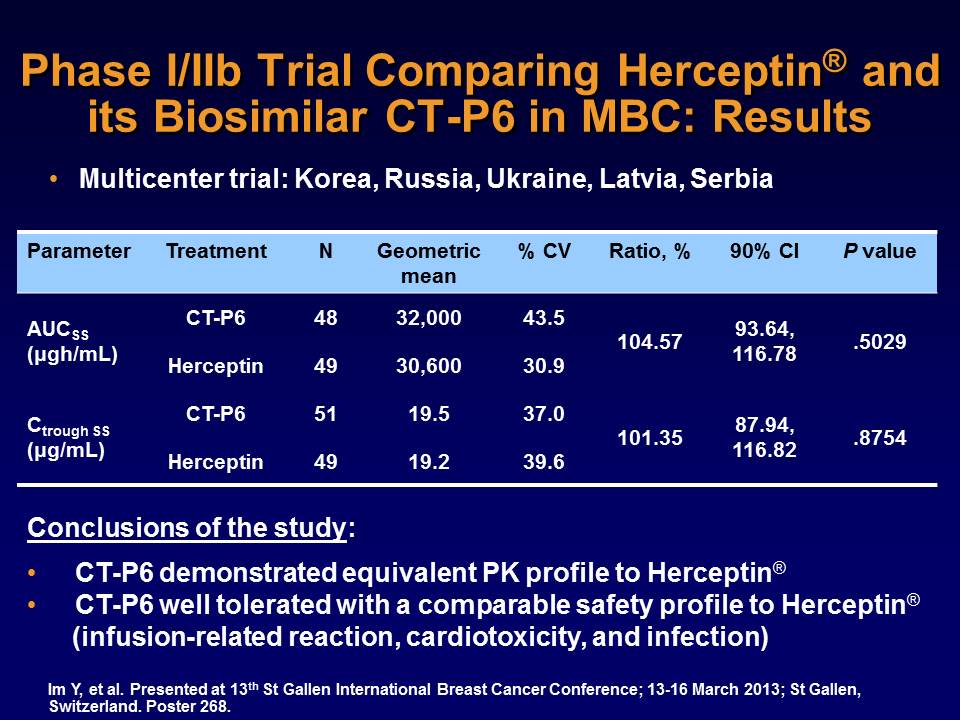 Phase I/IIb Trial Comparing Herceptin® and
its Biosimilar CT-P6 in MBC: Results
• Multicenter trial: Korea, Russia, Ukraine, Latvia, Serbia
Parameter Treatment N Geometric mean % CV Ratio, % 90% CI P value
AUCSS (µgh/mL) CT-P6 48 32,000 43.5 104.57 93.64, 116.78 .5029
Herceptin 49 30,600 30.9
Ctrough SS (µg/mL) CT-P6 51 19.5 37.0 101.35 87.94, 116.82 .8754
Herceptin 49 19.2 39.6
Conclusions of the study:
• CT-P6 demonstrated equivalent PK profile to Herceptin®
• CT-P6 well tolerated with a comparable safety profile to Herceptin®
(infusion-related reaction, cardiotoxicity, and infection)
Im Y, et al. Presented at 13th St Gallen International Breast Cancer Conference; 13-16 March 2013; St Gallen,
Switzerland. Poster 268.